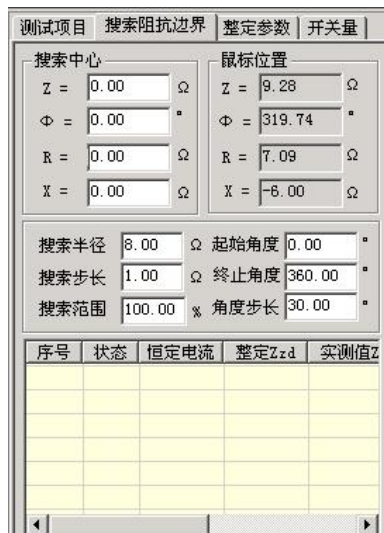 测试项目 搜索阻抗边界 整定参数 开关量
搜索中心 鼠标位置
Z = 0.00 Ω Z = 9.28 Ω
Φ = 0.00 ° Φ = 319.74 °
R = 0.00 Ω R = 7.09 Ω
X = 0.00 Ω X = -6.00 Ω
搜索半径 8.00 Ω 起始角度 0.00 °
搜索步长 1.00 Ω 终止角度 360.00 °
搜索范围 100.00 % 角度步长 30.00 °
序号 状态 恒定电流 整定Zzd 实测值Z